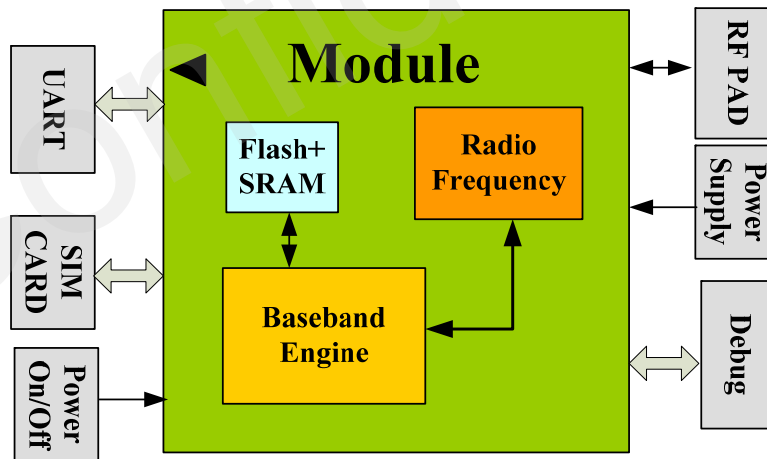 Module
UART
SIM
CARD
Power
On/Off
Flash+
SRAM
Radio
Frequency
Baseband
Engine
RF PAD
Power
Supply
Debug